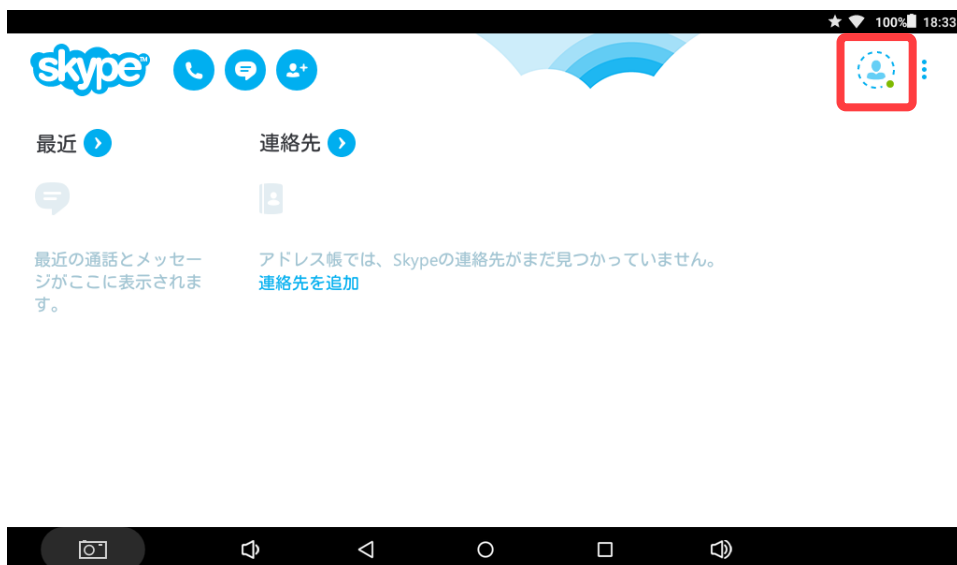 100% 18:33
skype™
最近
連絡先
最近の通話とメッセー
ジがここに表示されま
す。
アドレス帳では、Skypeの連絡先がまだ見つかっていません。
連絡先を追加